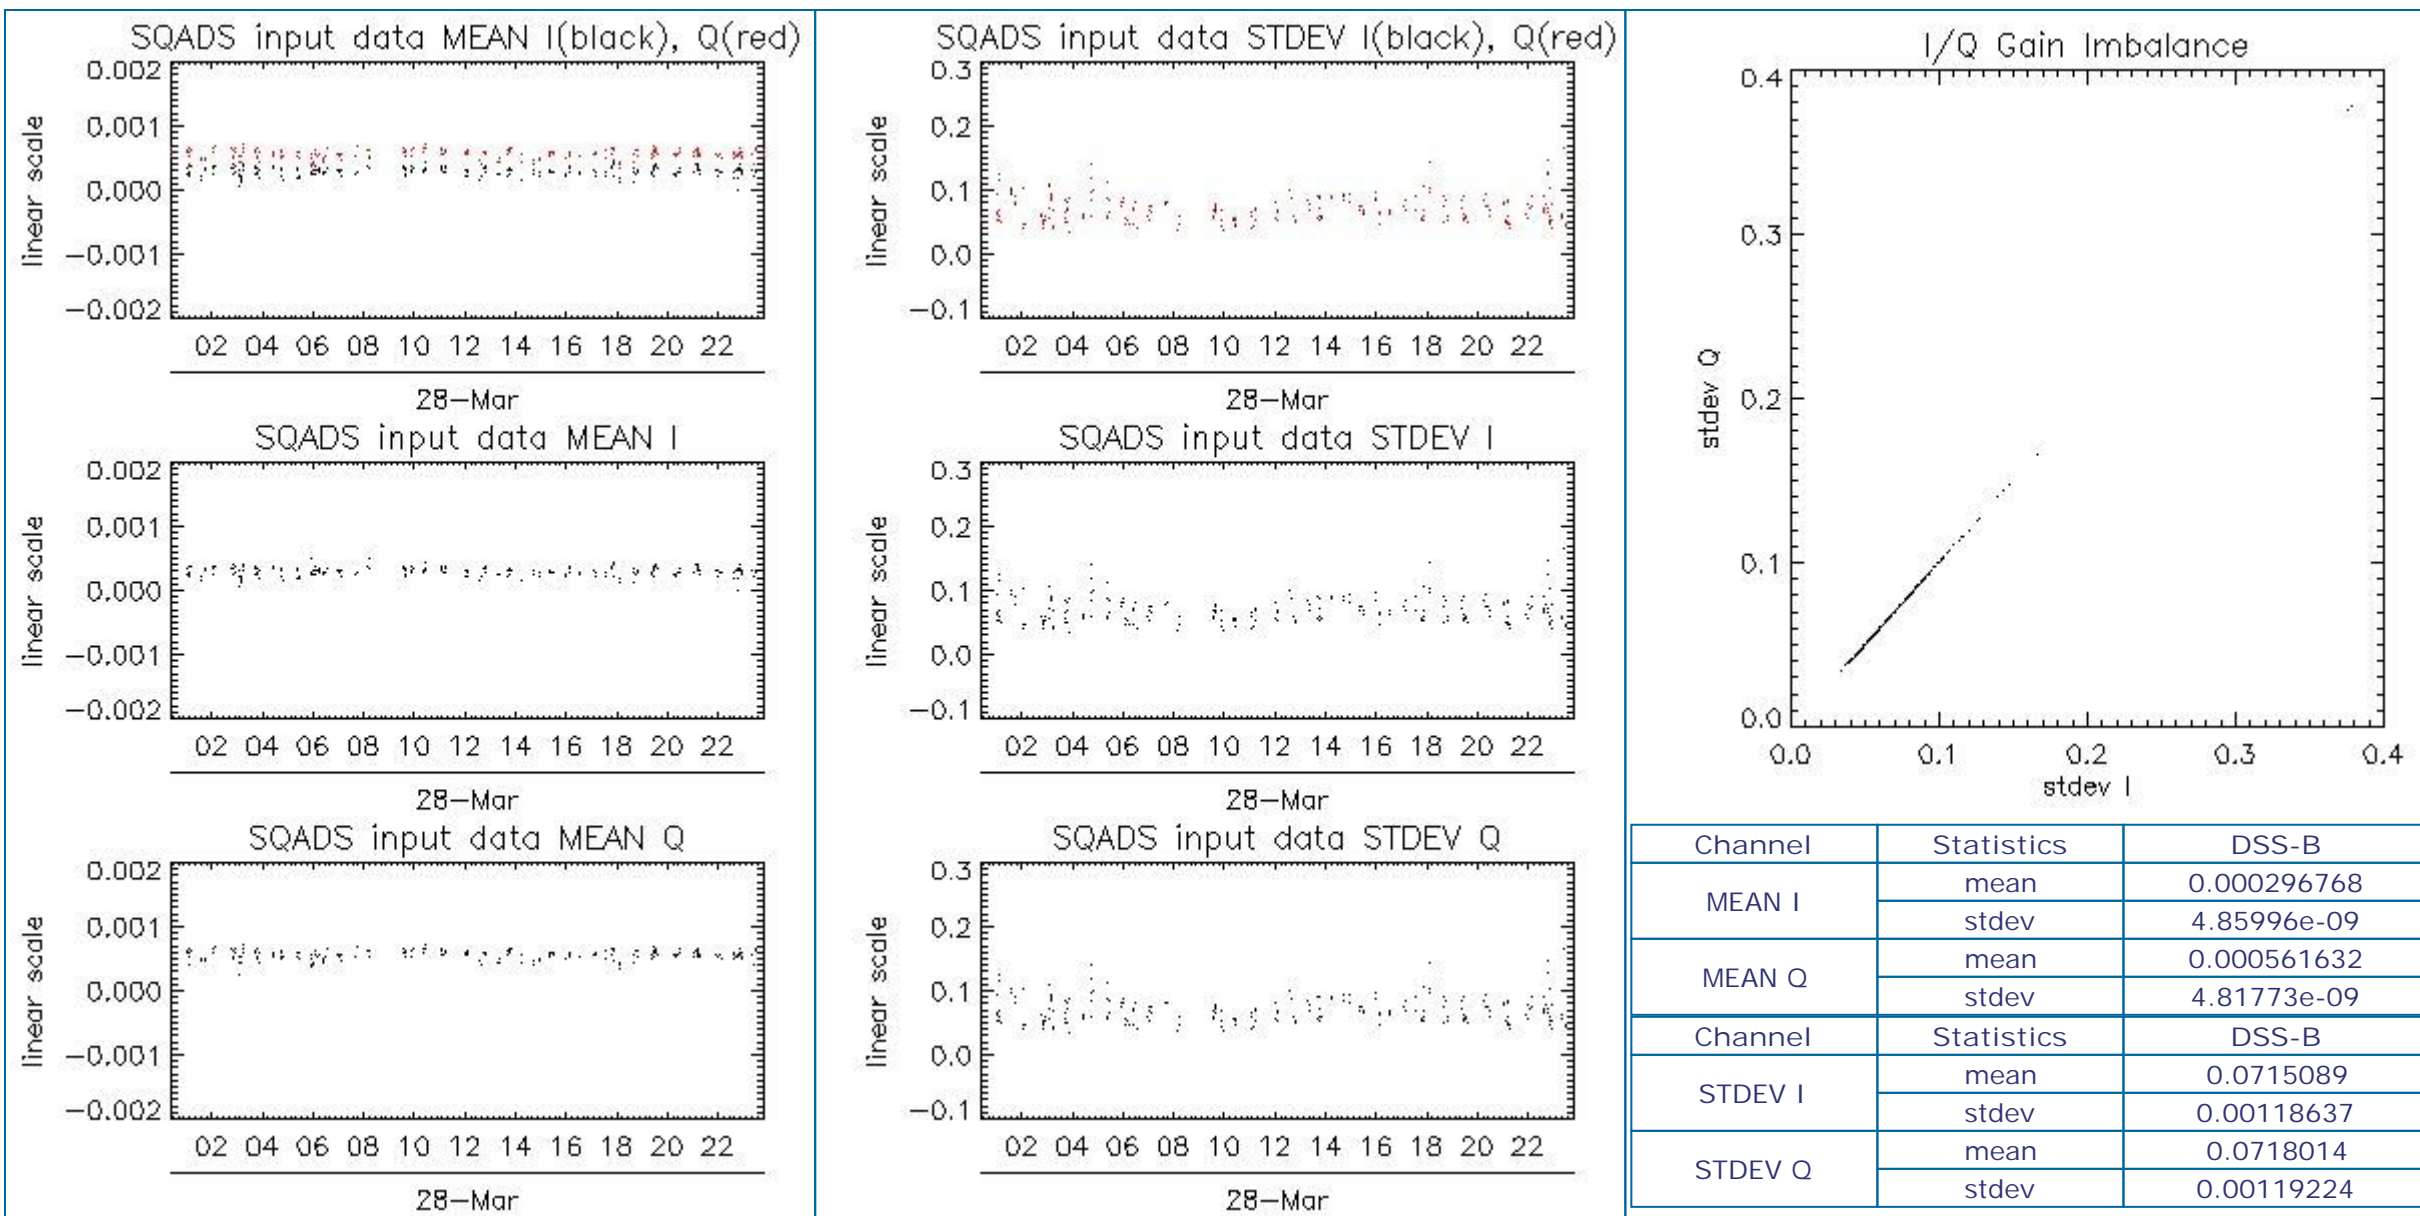 SQADS input data MEAN I(black), Q(red)
0.002
0.001
0.000
−0.001
−0.002
linear scale
02 04 06 08 10 12 14 16 18 20 22
28−Mar
SQADS input data MEAN I
0.002
0.001
0.000
−0.001
−0.002
linear scale
02 04 06 08 10 12 14 16 18 20 22
28−Mar
SQADS input data MEAN Q
0.002
0.001
0.000
−0.001
−0.002
linear scale
02 04 06 08 10 12 14 16 18 20 22
28−Mar
SQADS input data STDEV I(black), Q(red)
0.3
0.2
0.1
0.0
−0.1
linear scale
02 04 06 08 10 12 14 16 18 20 22
28−Mar
SQADS input data STDEV I
0.3
0.2
0.1
0.0
−0.1
linear scale
02 04 06 08 10 12 14 16 18 20 22
28−Mar
SQADS input data STDEV Q
0.3
0.2
0.1
0.0
−0.1
linear scale
02 04 06 08 10 12 14 16 18 20 22
28−Mar
I/Q Gain Imbalance
0.4
0.3
0.2
0.1
0.0
stdev Q
0.0 0.1 0.2 0.3 0.4
stdev I
Channel Statistics DSS-B
MEAN I mean 0.000296768
stdev 4.85996e-09
MEAN Q mean 0.000561632
stdev 4.81773e-09
Channel Statistics DSS-B
STDEV I mean 0.0715089
stdev 0.00118637
STDEV Q mean 0.0718014
stdev 0.00119224